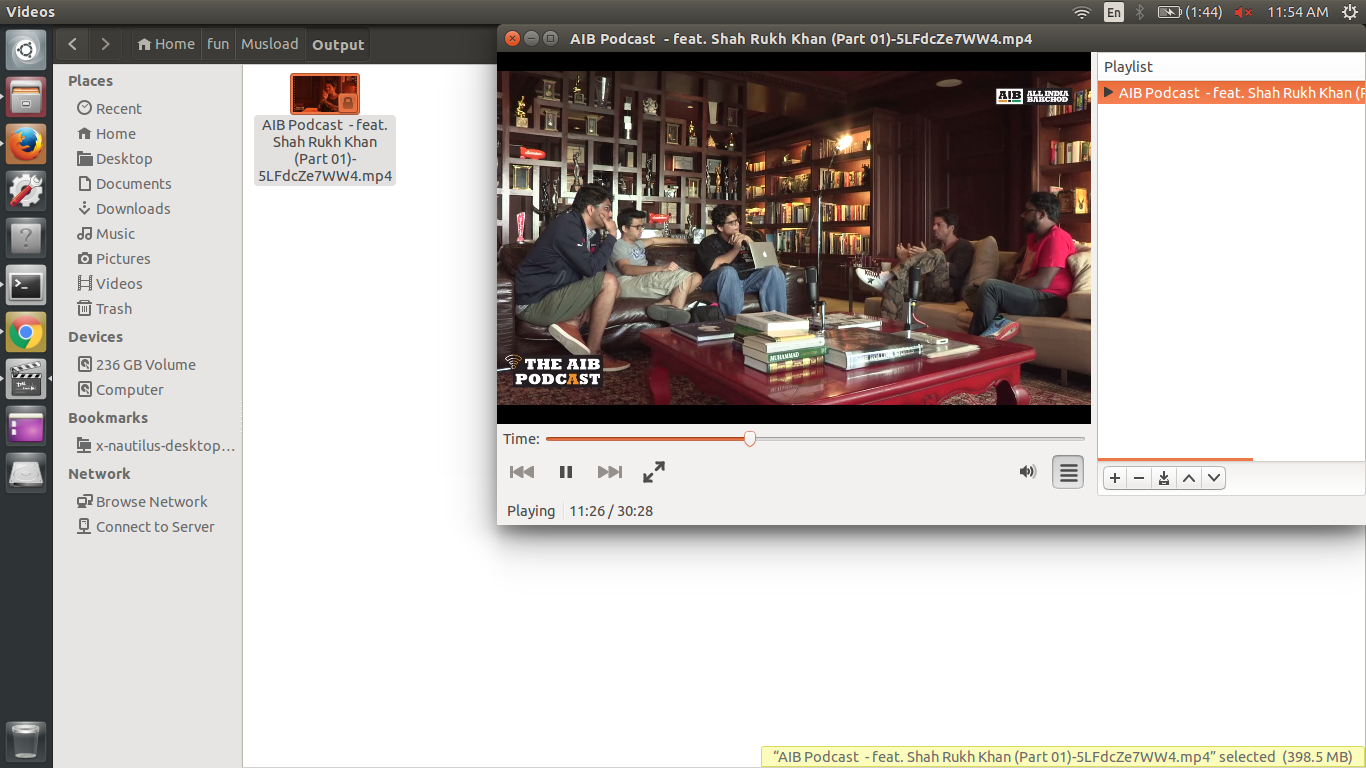 Videos
En
(1:44)
11:54 AM
Home
fun
Musload
Output
AIB Podcast - feat. Shah Rukh Khan (Part 01)-5LFdcZe7WW4.mp4
Places
Recent
Home
Desktop
Documents
Downloads
Music
Pictures
Videos
Trash
Devices
236 GB Volume
Computer
Bookmarks
x-nautilus-desktop…
Network
Browse Network
Connect to Server
AIB Podcast - feat.
Shah Rukh Khan
(Part 01)-
5LFdcZe7WW4.mp4
AIB ALL INDIA
BAKCHOD
MUHAMMAD
THE AIB
PODCAST
Time:
Playing
11:26 / 30:28
Playlist
AIB Podcast - feat. Shah Rukh Khan (P
“AIB Podcast - feat. Shah Rukh Khan (Part 01)-5LFdcZe7WW4.mp4” selected (398.5 MB)